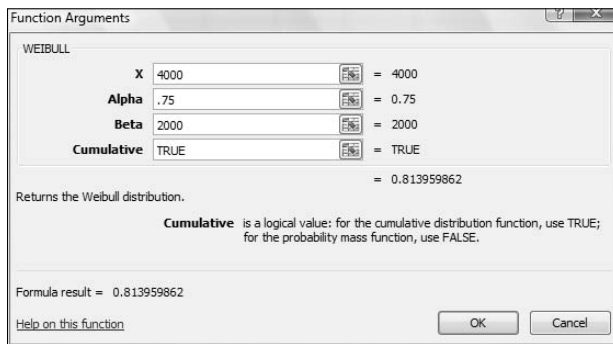 Function Arguments
WEIBULL
X 4000 = 4000
Alpha .75 = 0.75
Beta 2000 = 2000
Cumulative TRUE = TRUE
= 0.813959862
Returns the Weibull distribution.
Cumulative is a logical value: for the cumulative distribution function, use TRUE;
for the probability mass function, use FALSE.
Formula result = 0.813959862
Help on this function
OK Cancel